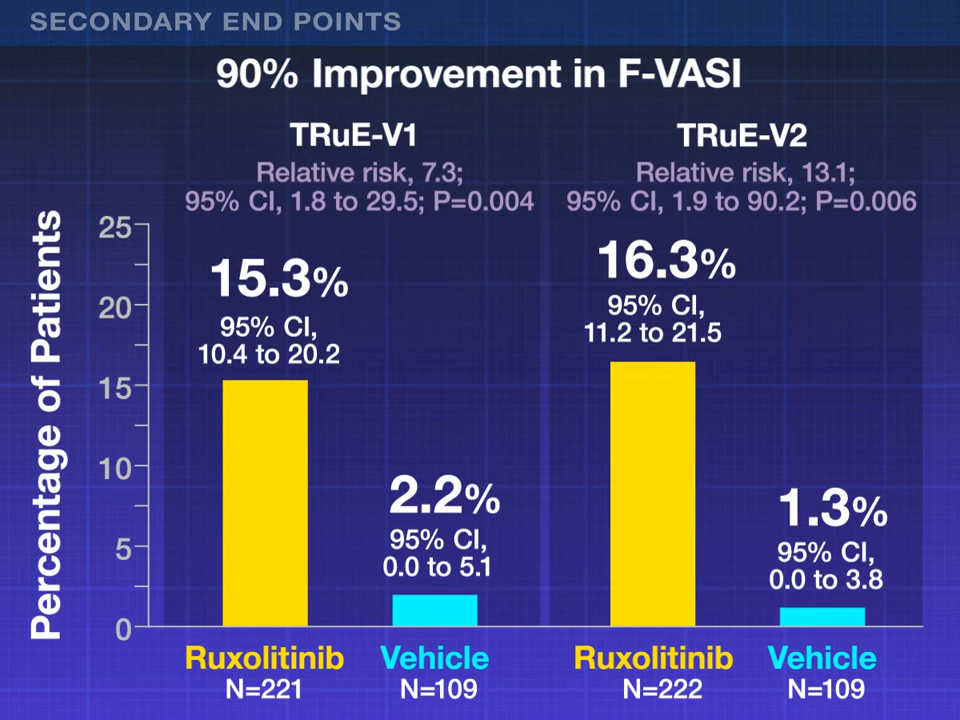 SECONDARY END POINTS
90% Improvement in F-VASI
TRuE-V1
Relative risk, 7.3;
95% CI, 1.8 to 29.5; P=0.004
TRuE-V2
Relative risk, 13.1;
95% CI, 1.9 to 90.2; P=0.006
Percentage of Patients
25
20
15
10
5
0
15.3%
95% CI,
10.4 to 20.2
2.2%
95% CI,
0.0 to 5.1
16.3%
95% CI,
11.2 to 21.5
1.3%
95% CI,
0.0 to 3.8
Ruxolitinib
N=221
Vehicle
N=109
Ruxolitinib
N=222
Vehicle
N=109